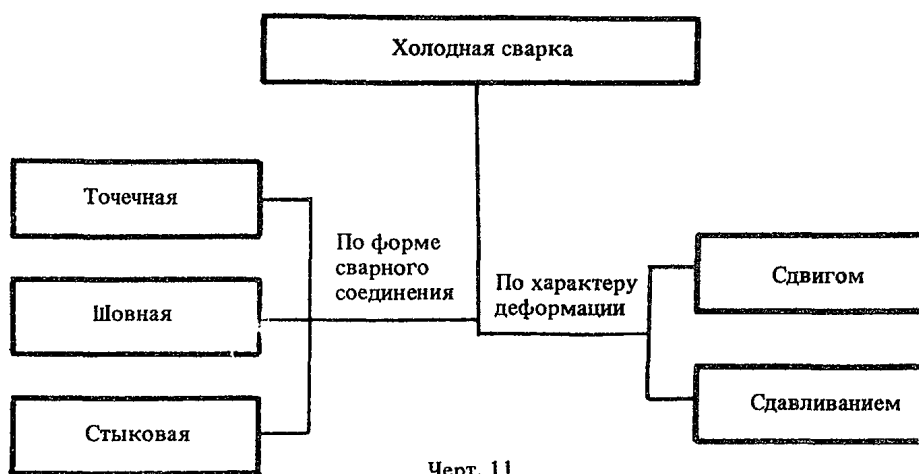 Холодная сварка
Точечная
Шовная
Стыковая
По форме
сварного
соединения
По характеру
деформации
Сдвигом
Сдавливанием
Черт. 11